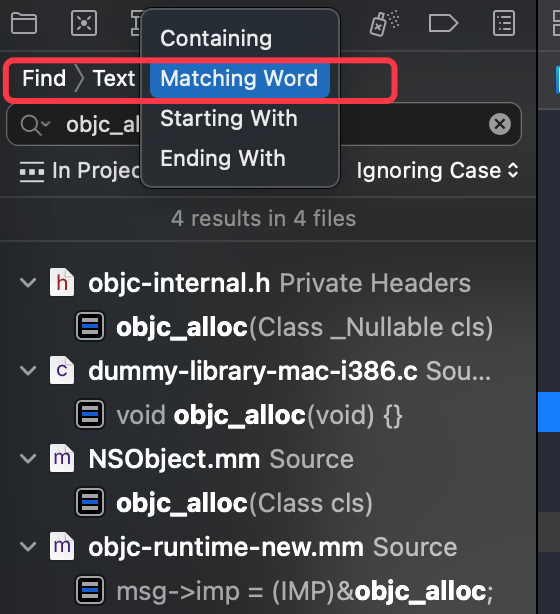 Containing
Find Text Matching Word
Starting With
Ending With
objc_al
In Projec
Ignoring Case
4 results in 4 files
h objc-internal.h Private Headers
objc_alloc(Class _Nullable cls)
c dummy-library-mac-i386.c Sou...
void objc_alloc(void) {}
m NSObject.mm Source
objc_alloc(Class cls)
m objc-runtime-new.mm Source
msg->imp = (IMP)&objc_alloc;